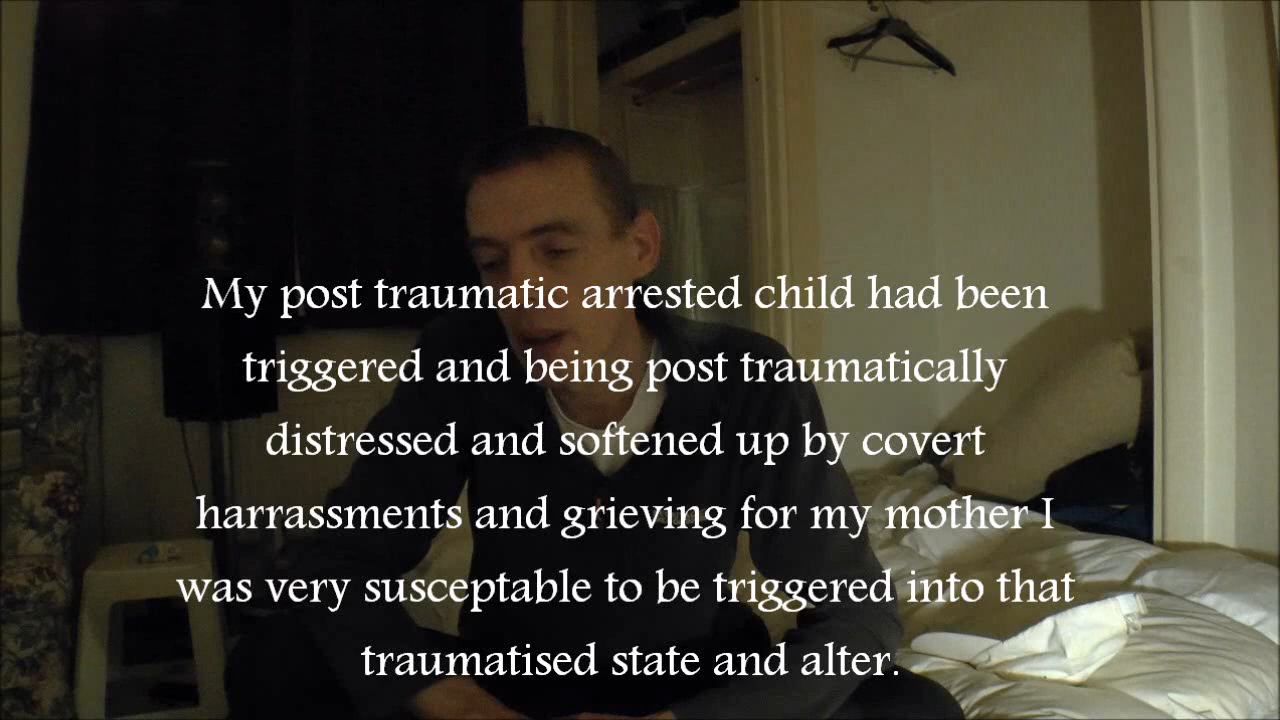 My post traumatic arrested child had been
triggered and being post traumatically
distressed and softened up by covert
harrassments and grieving for my mother I
was very susceptable to be triggered into that
traumatised state and alter.